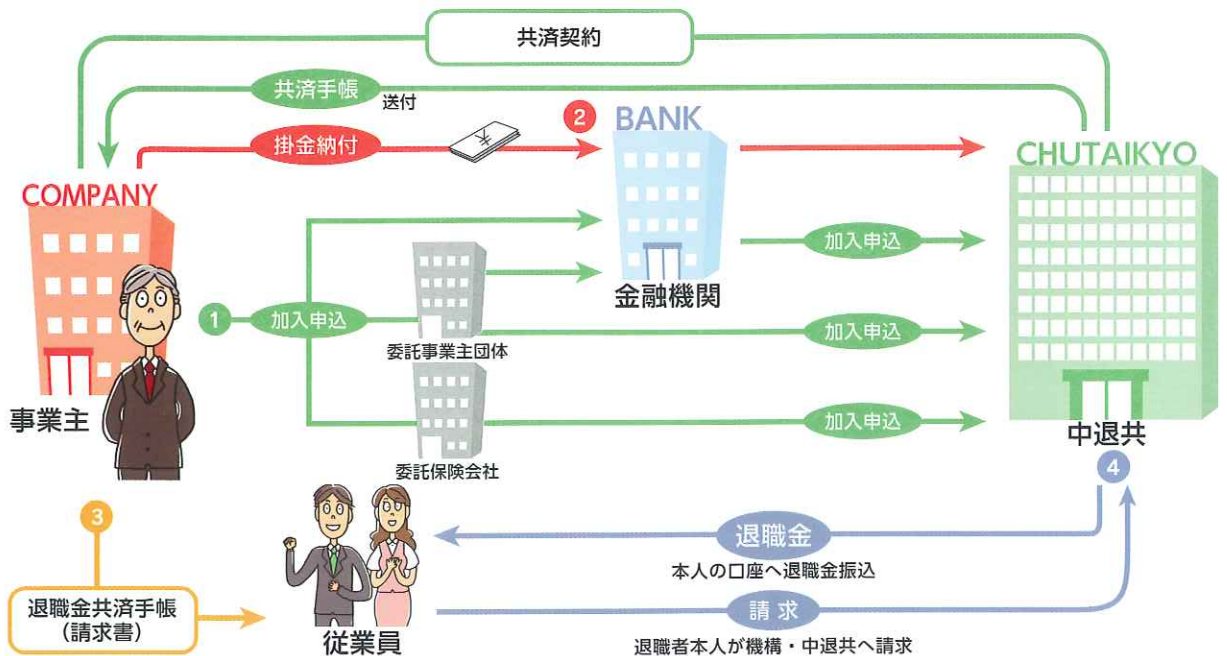 共済契約
共済手帳
送付
掛金納付
2
BANK
CHUTAIKYO
COMPANY
加入申込
金融機関
1
加入申込
加入申込
委託事業主団体
加入申込
事業主
中退共
委託保険会社
4
3
退職金
本人の口座へ退職金振込
退職金共済手帳
(請求書)
請求
従業員
退職者本人が機構・中退共へ請求